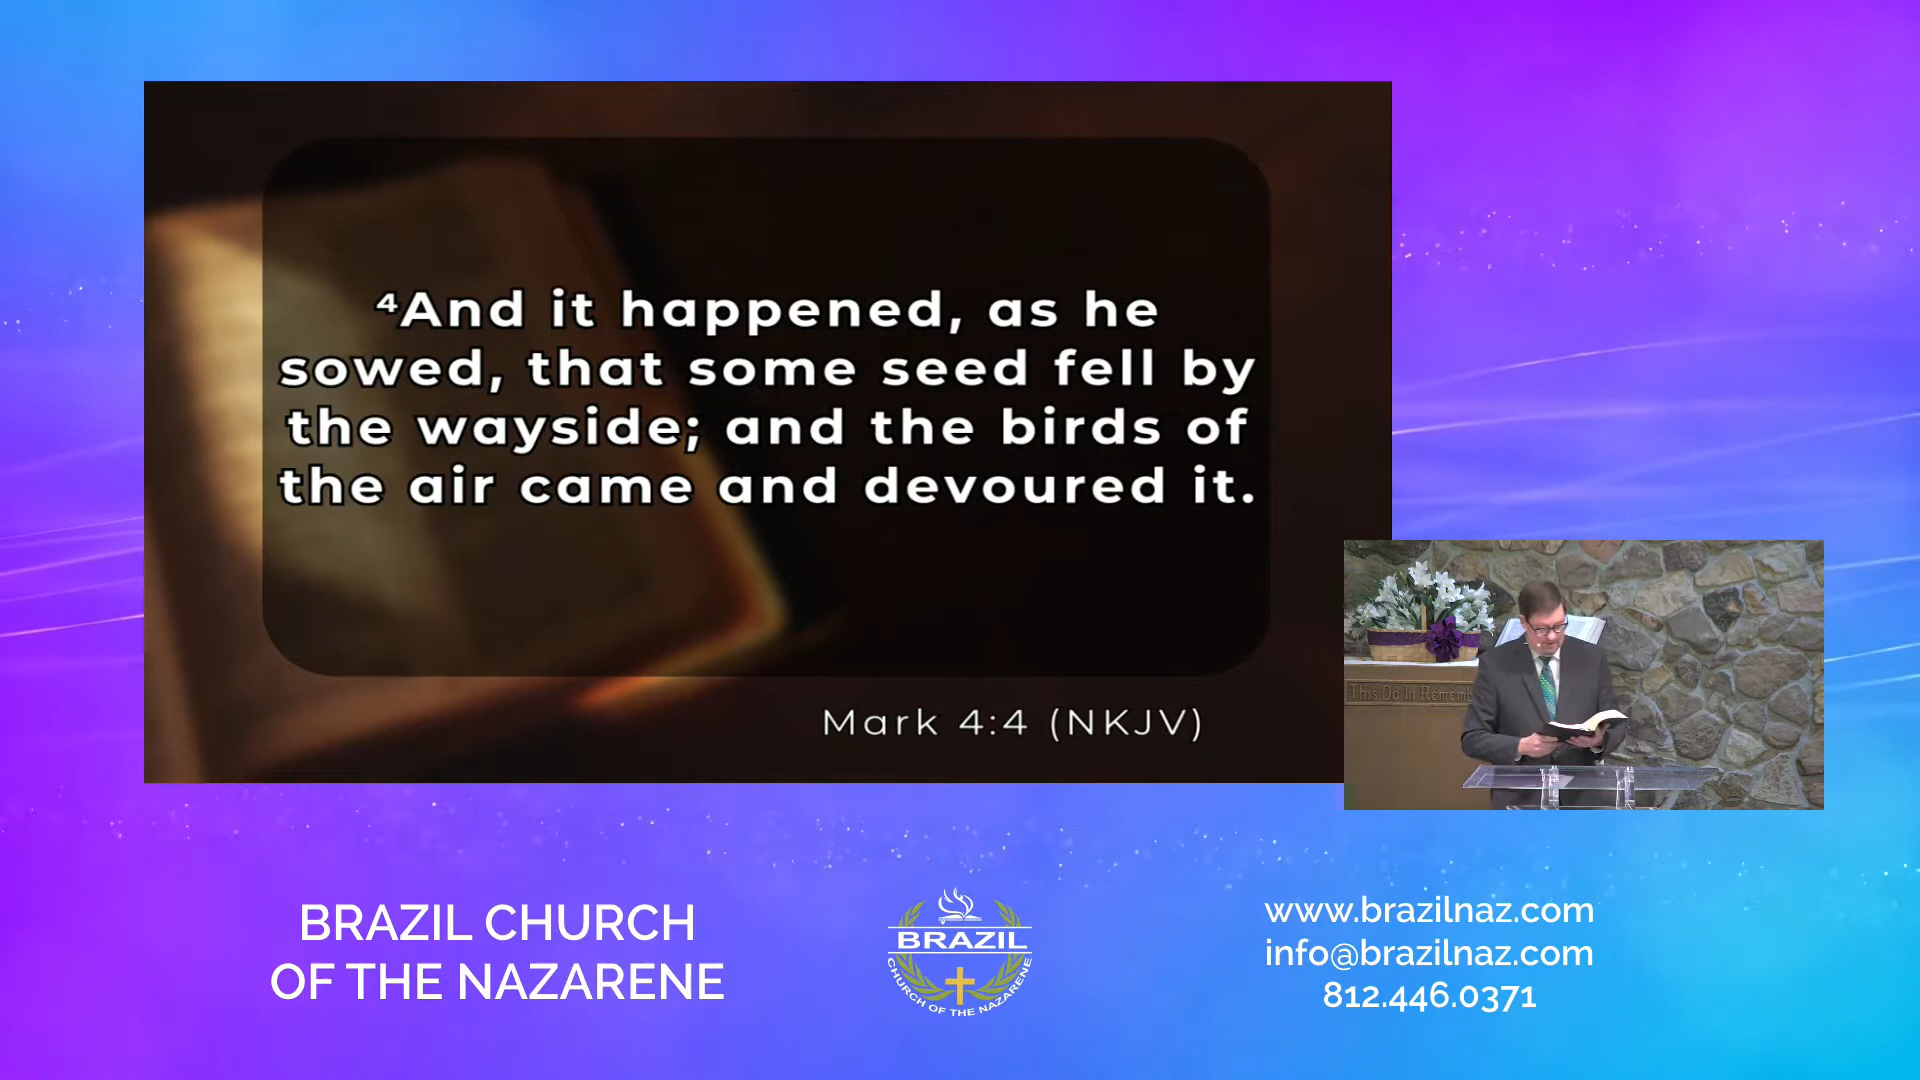 ⁴And it happened, as he
sowed, that some seed fell by
the wayside; and the birds of
the air came and devoured it.
Mark 4:4 (NKJV)
This Do In Rememb
BRAZIL CHURCH
OF THE NAZARENE
BRAZIL
CHURCH OF THE NAZARENE
www.brazilnaz.com
info@brazilnaz.com
812.446.0371